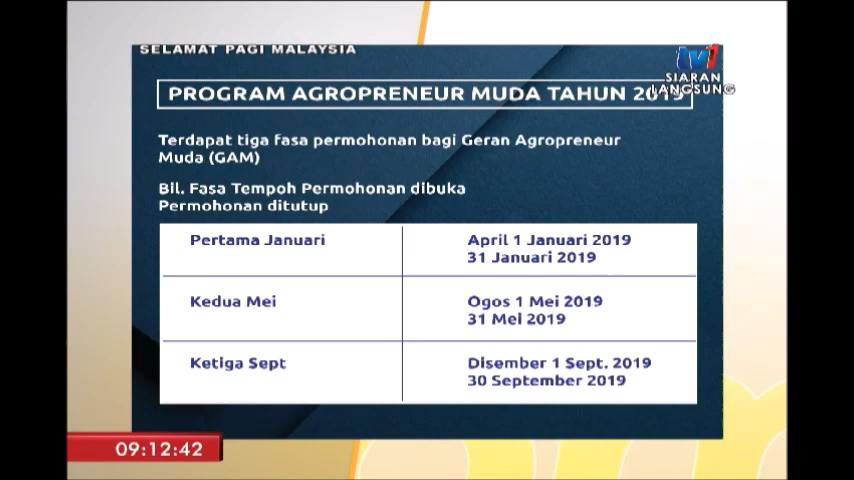 SELAMAT PAGI MALAYSIA
tv1
SIARAN
LANGSUNG
PROGRAM AGROPRENEUR MUDA TAHUN 2019
Terdapat tiga fasa permohonan bagi Geran Agropreneur
Muda (GAM)
Bil. Fasa Tempoh Permohonan dibuka
Permohonan ditutup
Pertama Januari
April 1 Januari 2019
31 Januari 2019
Kedua Mei
Ogos 1 Mei 2019
31 Mei 2019
Ketiga Sept
Disember 1 Sept. 2019
30 September 2019
09:12:42